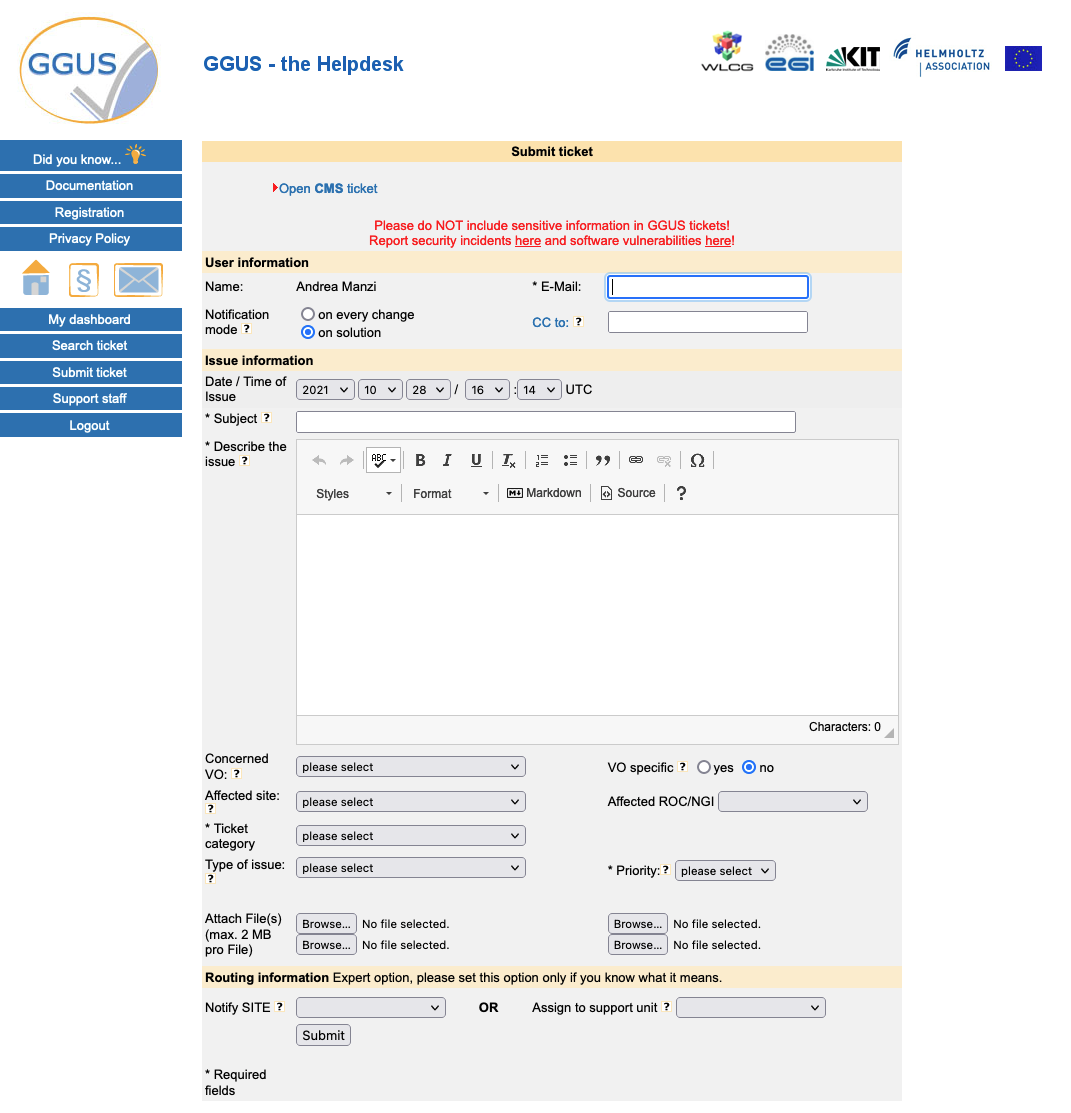 GGUS
GGUS - the Helpdesk
WLCG
egi
KIT
Karlsruhe Institute of Technology
HELMHOLTZ
ASSOCIATION
Did you know...
Documentation
Registration
Privacy Policy
§
My dashboard
Search ticket
Submit ticket
Support staff
Logout
Submit ticket
Open CMS ticket
Please do NOT include sensitive information in GGUS tickets!
Report security incidents here and software vulnerabilities here!
User information
Name: Andrea Manzi * E-Mail:
Notification mode ? on every change
on solution
CC to: ?
Issue information
Date / Time of Issue 2021 10 28 / 16 : 14 UTC
* Subject ?
* Describe the issue ?
ABC B I U Tx Ω
Styles Format Markdown Source ?
Characters: 0
Concerned VO: ? please select VO specific ? yes no
Affected site: ? please select Affected ROC/NGI
* Ticket category please select
Type of issue: ? please select * Priority: ? please select
Attach File(s) (max. 2 MB pro File)
Browse... No file selected. Browse... No file selected.
Browse... No file selected. Browse... No file selected.
Routing information Expert option, please set this option only if you know what it means.
Notify SITE ? OR Assign to support unit ?
Submit
* Required fields